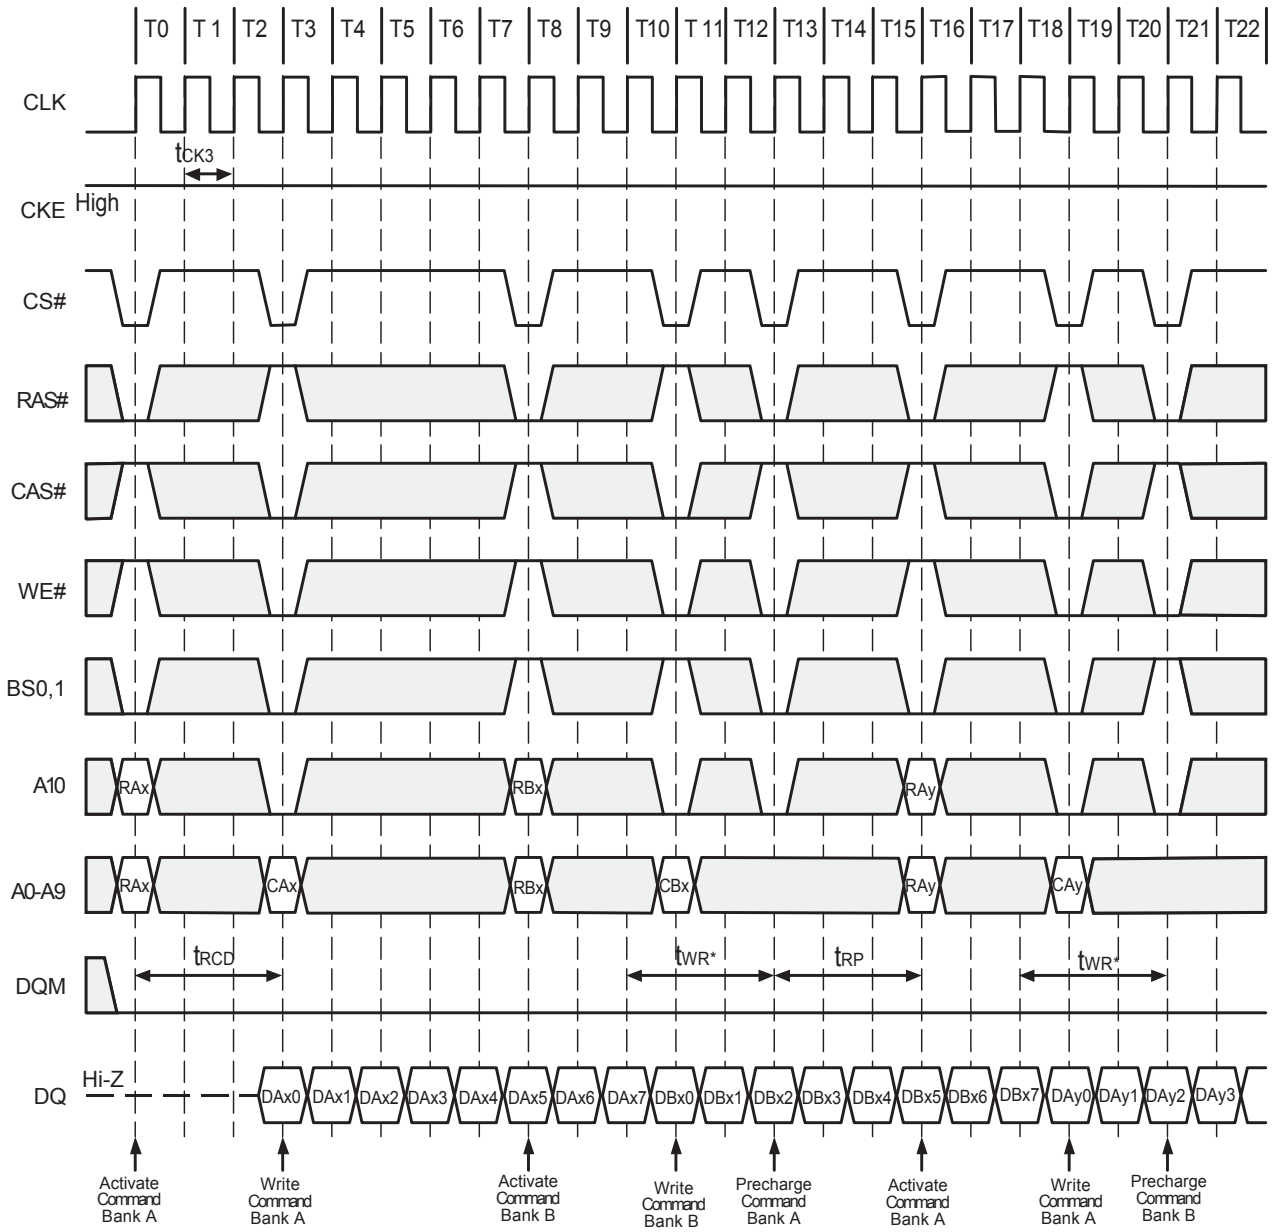 T0 T 1 T2 T3 T4 T5 T6 T7 T8 T9 T10 T 11 T12 T13 T14 T15 T16 T17 T18 T19 T20 T21 T22
CLK
tCK3
CKE High
CS#
RAS#
CAS#
WE#
BS0,1
A10 RAx RBx RAy
A0-A9 RAx CAx RBx CBx RAy CAy
tRCD tWR* tRP tWR*
DQM
Hi-Z
DQ DAx0 DAx1 DAx2 DAx3 DAx4 DAx5 DAx6 DAx7 DBx0 DBx1 DBx2 DBx3 DBx4 DBx5 DBx6 DBx7 DAy0 DAy1 DAy2 DAy3
Activate Command Bank A
Write Command Bank A
Activate Command Bank B
Write Command Bank B
Precharge Command Bank A
Activate Command Bank A
Write Command Bank A
Precharge Command Bank B